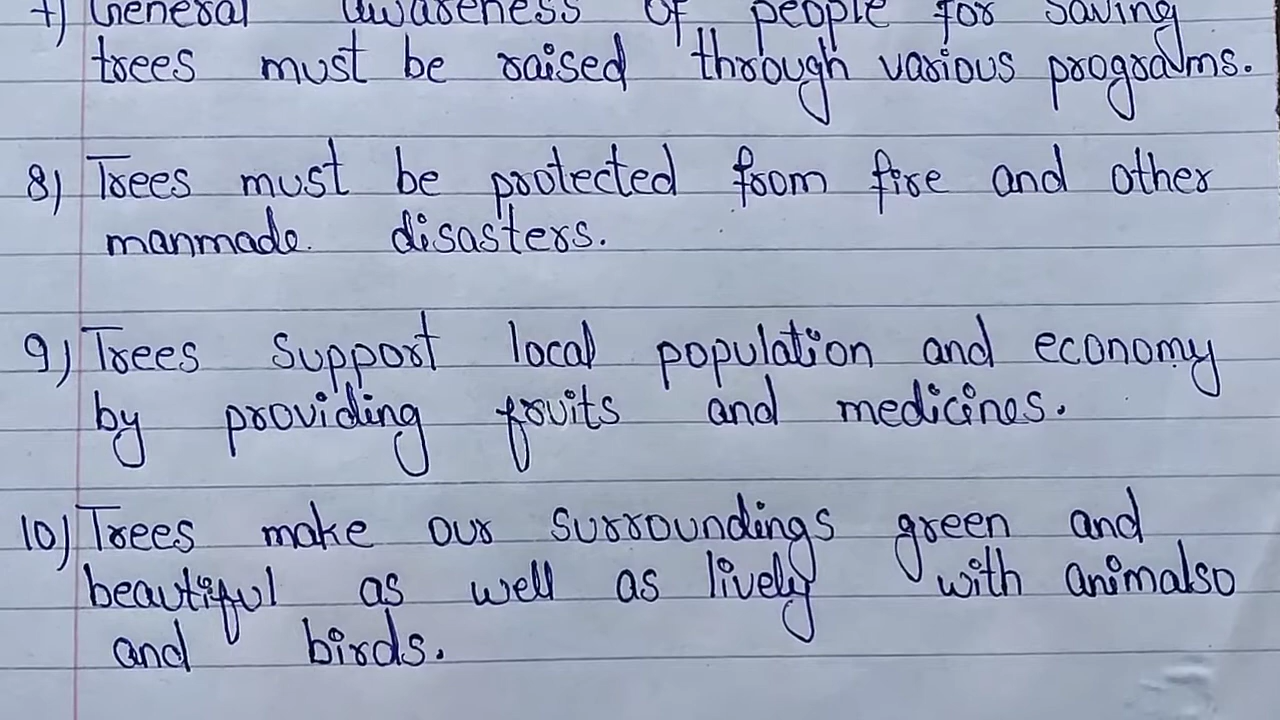 7) General awareness of people for saving
trees must be raised through various programs.
8) Trees must be protected from fire and other
manmade. disasters.
9) Trees support local population and economy
by providing fruits and medicines.
10) Trees make our surroundings green and
beautiful as well as lively with animalso
and birds.